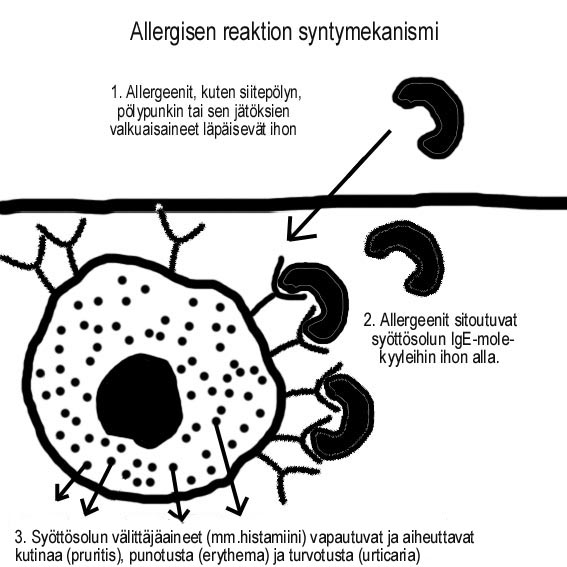 Allergisen reaktion syntymekanismi
1. Allergeenit, kuten siitepölyn,
pölypunkin tai sen jätöksien
valkuaisaineet läpäisevät ihon
2. Allergeenit sitoutuvat
syöttösolun IgE-mole-
kyyleihin ihon alla.
3. Syöttösolun välittäjäaineet (mm.histamiini) vapautuvat ja aiheuttavat
kutinaa (pruritis), punotusta (erythema) ja turvotusta (urticaria)